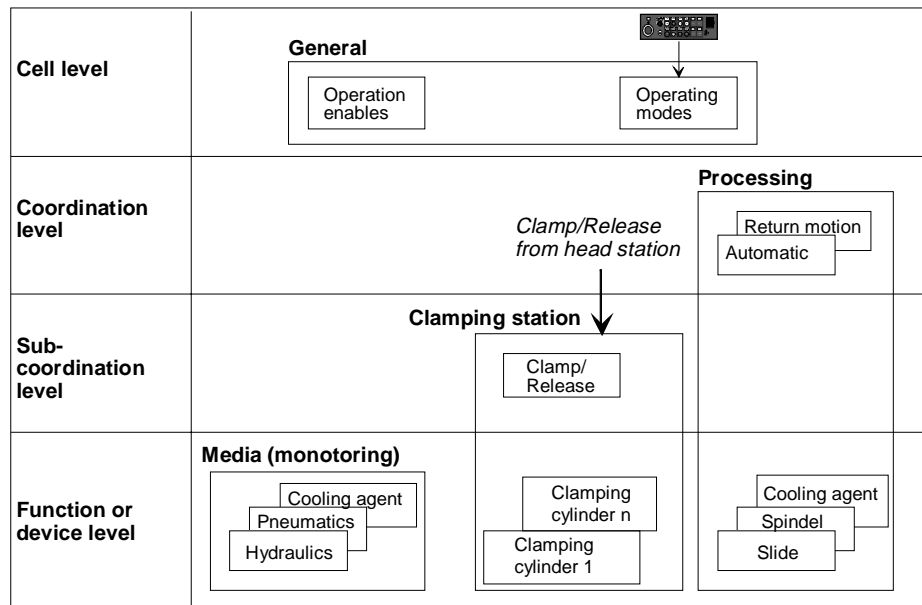 General
Cell level
Operation
enables
Operating
modes
Processing
Coordination
level
Clamp/Release
from head station
Return motion
Automatic
Clamping station
Sub-
coordination
level
Clamp/
Release
Media (monotoring)
Function or
device level
Cooling agent
Pneumatics
Hydraulics
Clamping
cylinder n
Clamping
cylinder 1
Cooling agent
Spindel
Slide